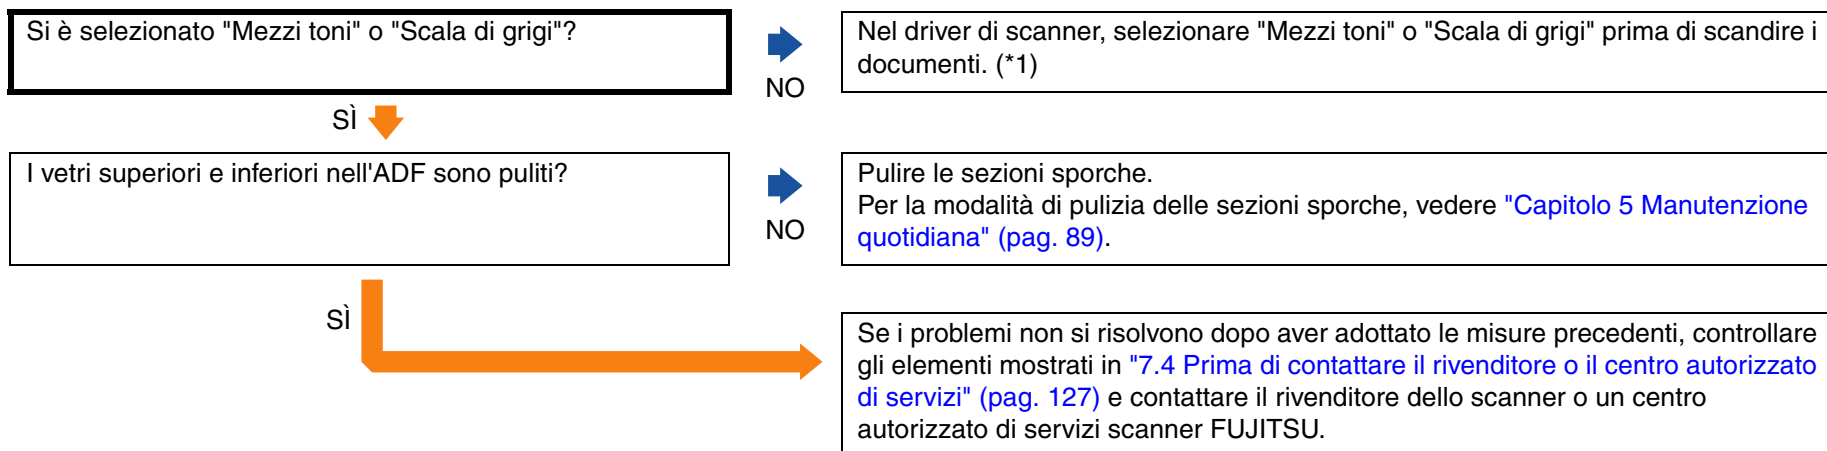 Si è selezionato "Mezzi toni" o "Scala di grigi"?
NO
Nel driver di scanner, selezionare "Mezzi toni" o "Scala di grigi" prima di scandire i
documenti. (*1)
SÌ
I vetri superiori e inferiori nell'ADF sono puliti?
NO
Pulire le sezioni sporche.
Per la modalità di pulizia delle sezioni sporche, vedere "Capitolo 5 Manutenzione
quotidiana" (pag. 89).
SÌ
Se i problemi non si risolvono dopo aver adottato le misure precedenti, controllare
gli elementi mostrati in "7.4 Prima di contattare il rivenditore o il centro autorizzato
di servizi" (pag. 127) e contattare il rivenditore dello scanner o un centro
autorizzato di servizi scanner FUJITSU.